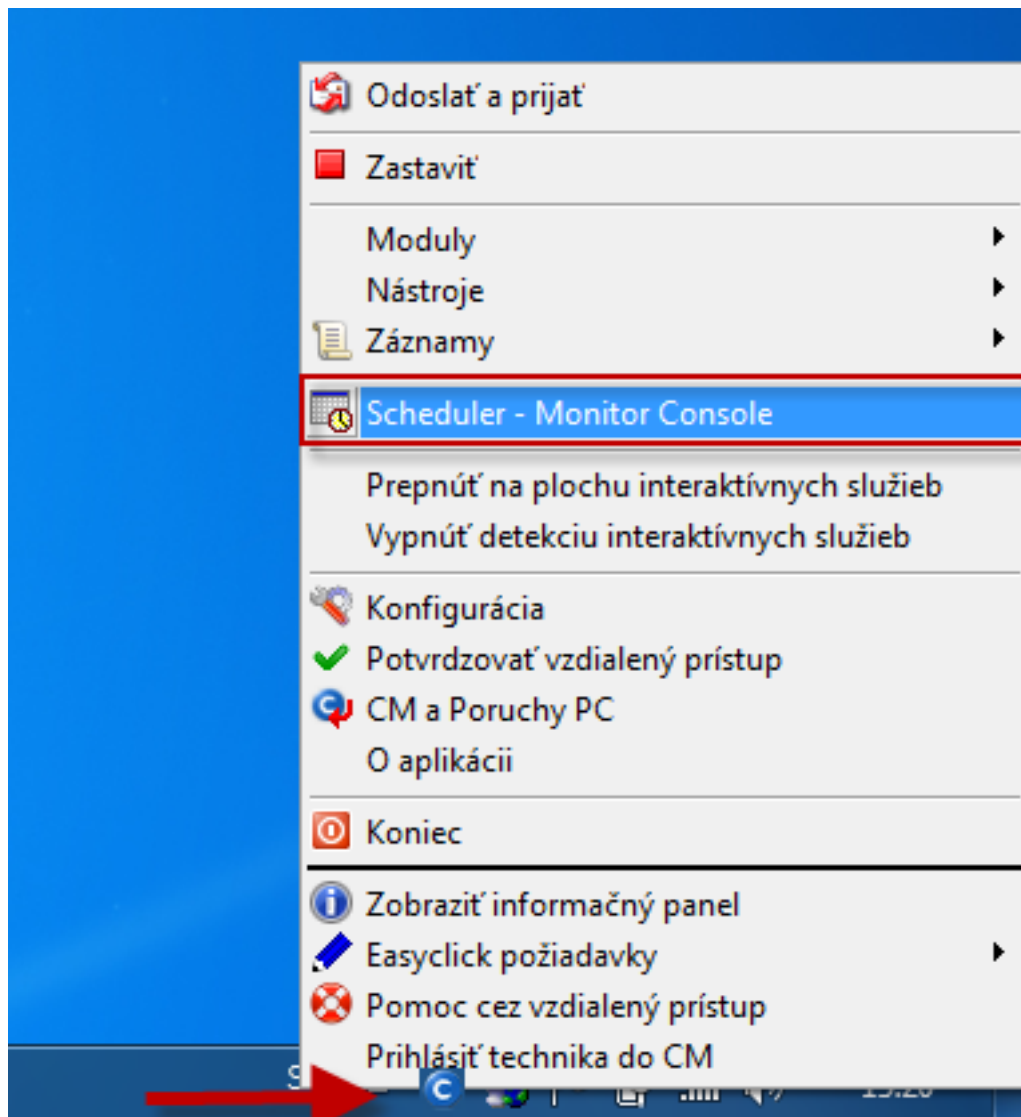 Odoslať a prijať
Zastaviť
Moduly
Nástroje
Záznamy
Scheduler - Monitor Console
Prepnúť na plochu interaktívnych služieb
Vypnúť detekciu interaktívnych služieb
Konfigurácia
Potvrdzovať vzdialený prístup
CM a Poruchy PC
O aplikácii
Koniec
Zobraziť informačný panel
Easyclick požiadavky
Pomoc cez vzdialený prístup
Prihlásiť technika do CM